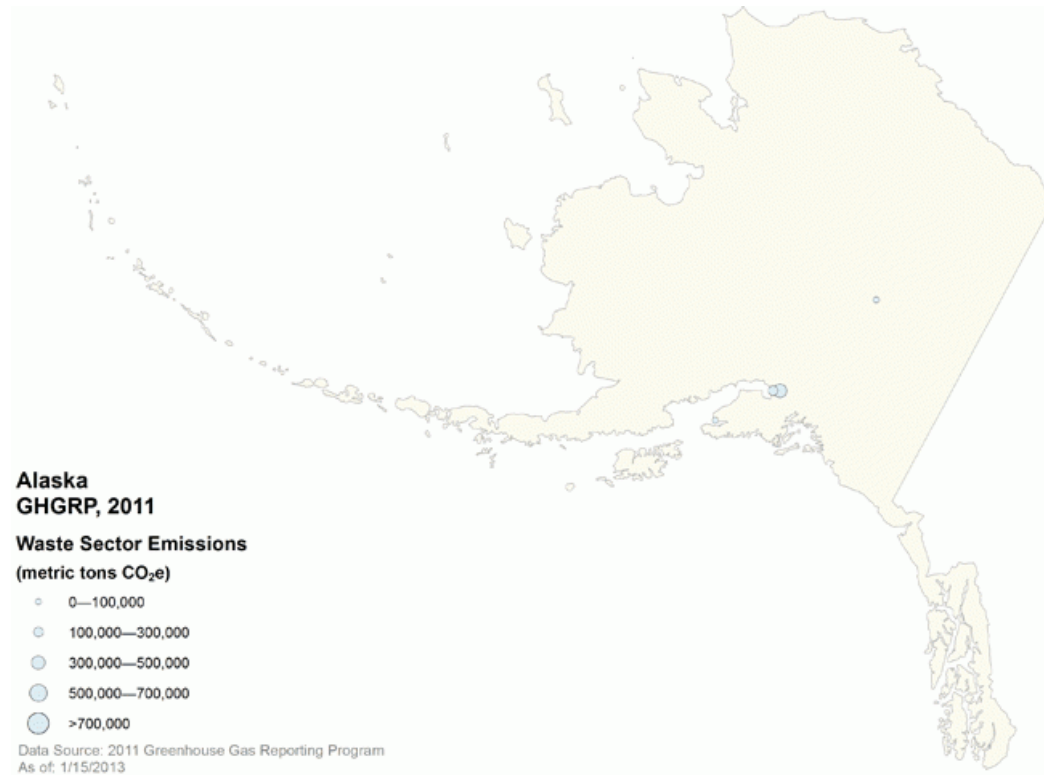 Alaska
GHGRP, 2011
Waste Sector Emissions
(metric tons CO₂e)
0—100,000
100,000—300,000
300,000—500,000
500,000—700,000
>700,000
Data Source: 2011 Greenhouse Gas Reporting Program
As of: 1/15/2013